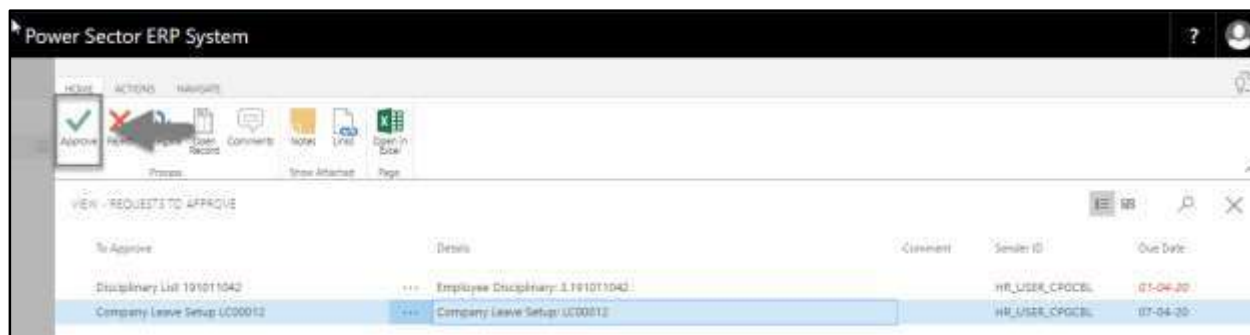 Power Sector ERP System ?
HOME ACTIONS NAVIGATE
Approve Open Record Comments Notes Links Open in Excel
Process Show Attached Page
VIEW - REQUESTS TO APPROVE
To Approve Details Comment Sender ID Due Date
Disciplinary List 191011042 ... Employee Disciplinary: 3.191011042 HR_USER_CPGCBL 01-04-20
Company Leave Setup LC00012 ... Company Leave Setup: LC00012 HR_USER_CPGCBL 07-04-20